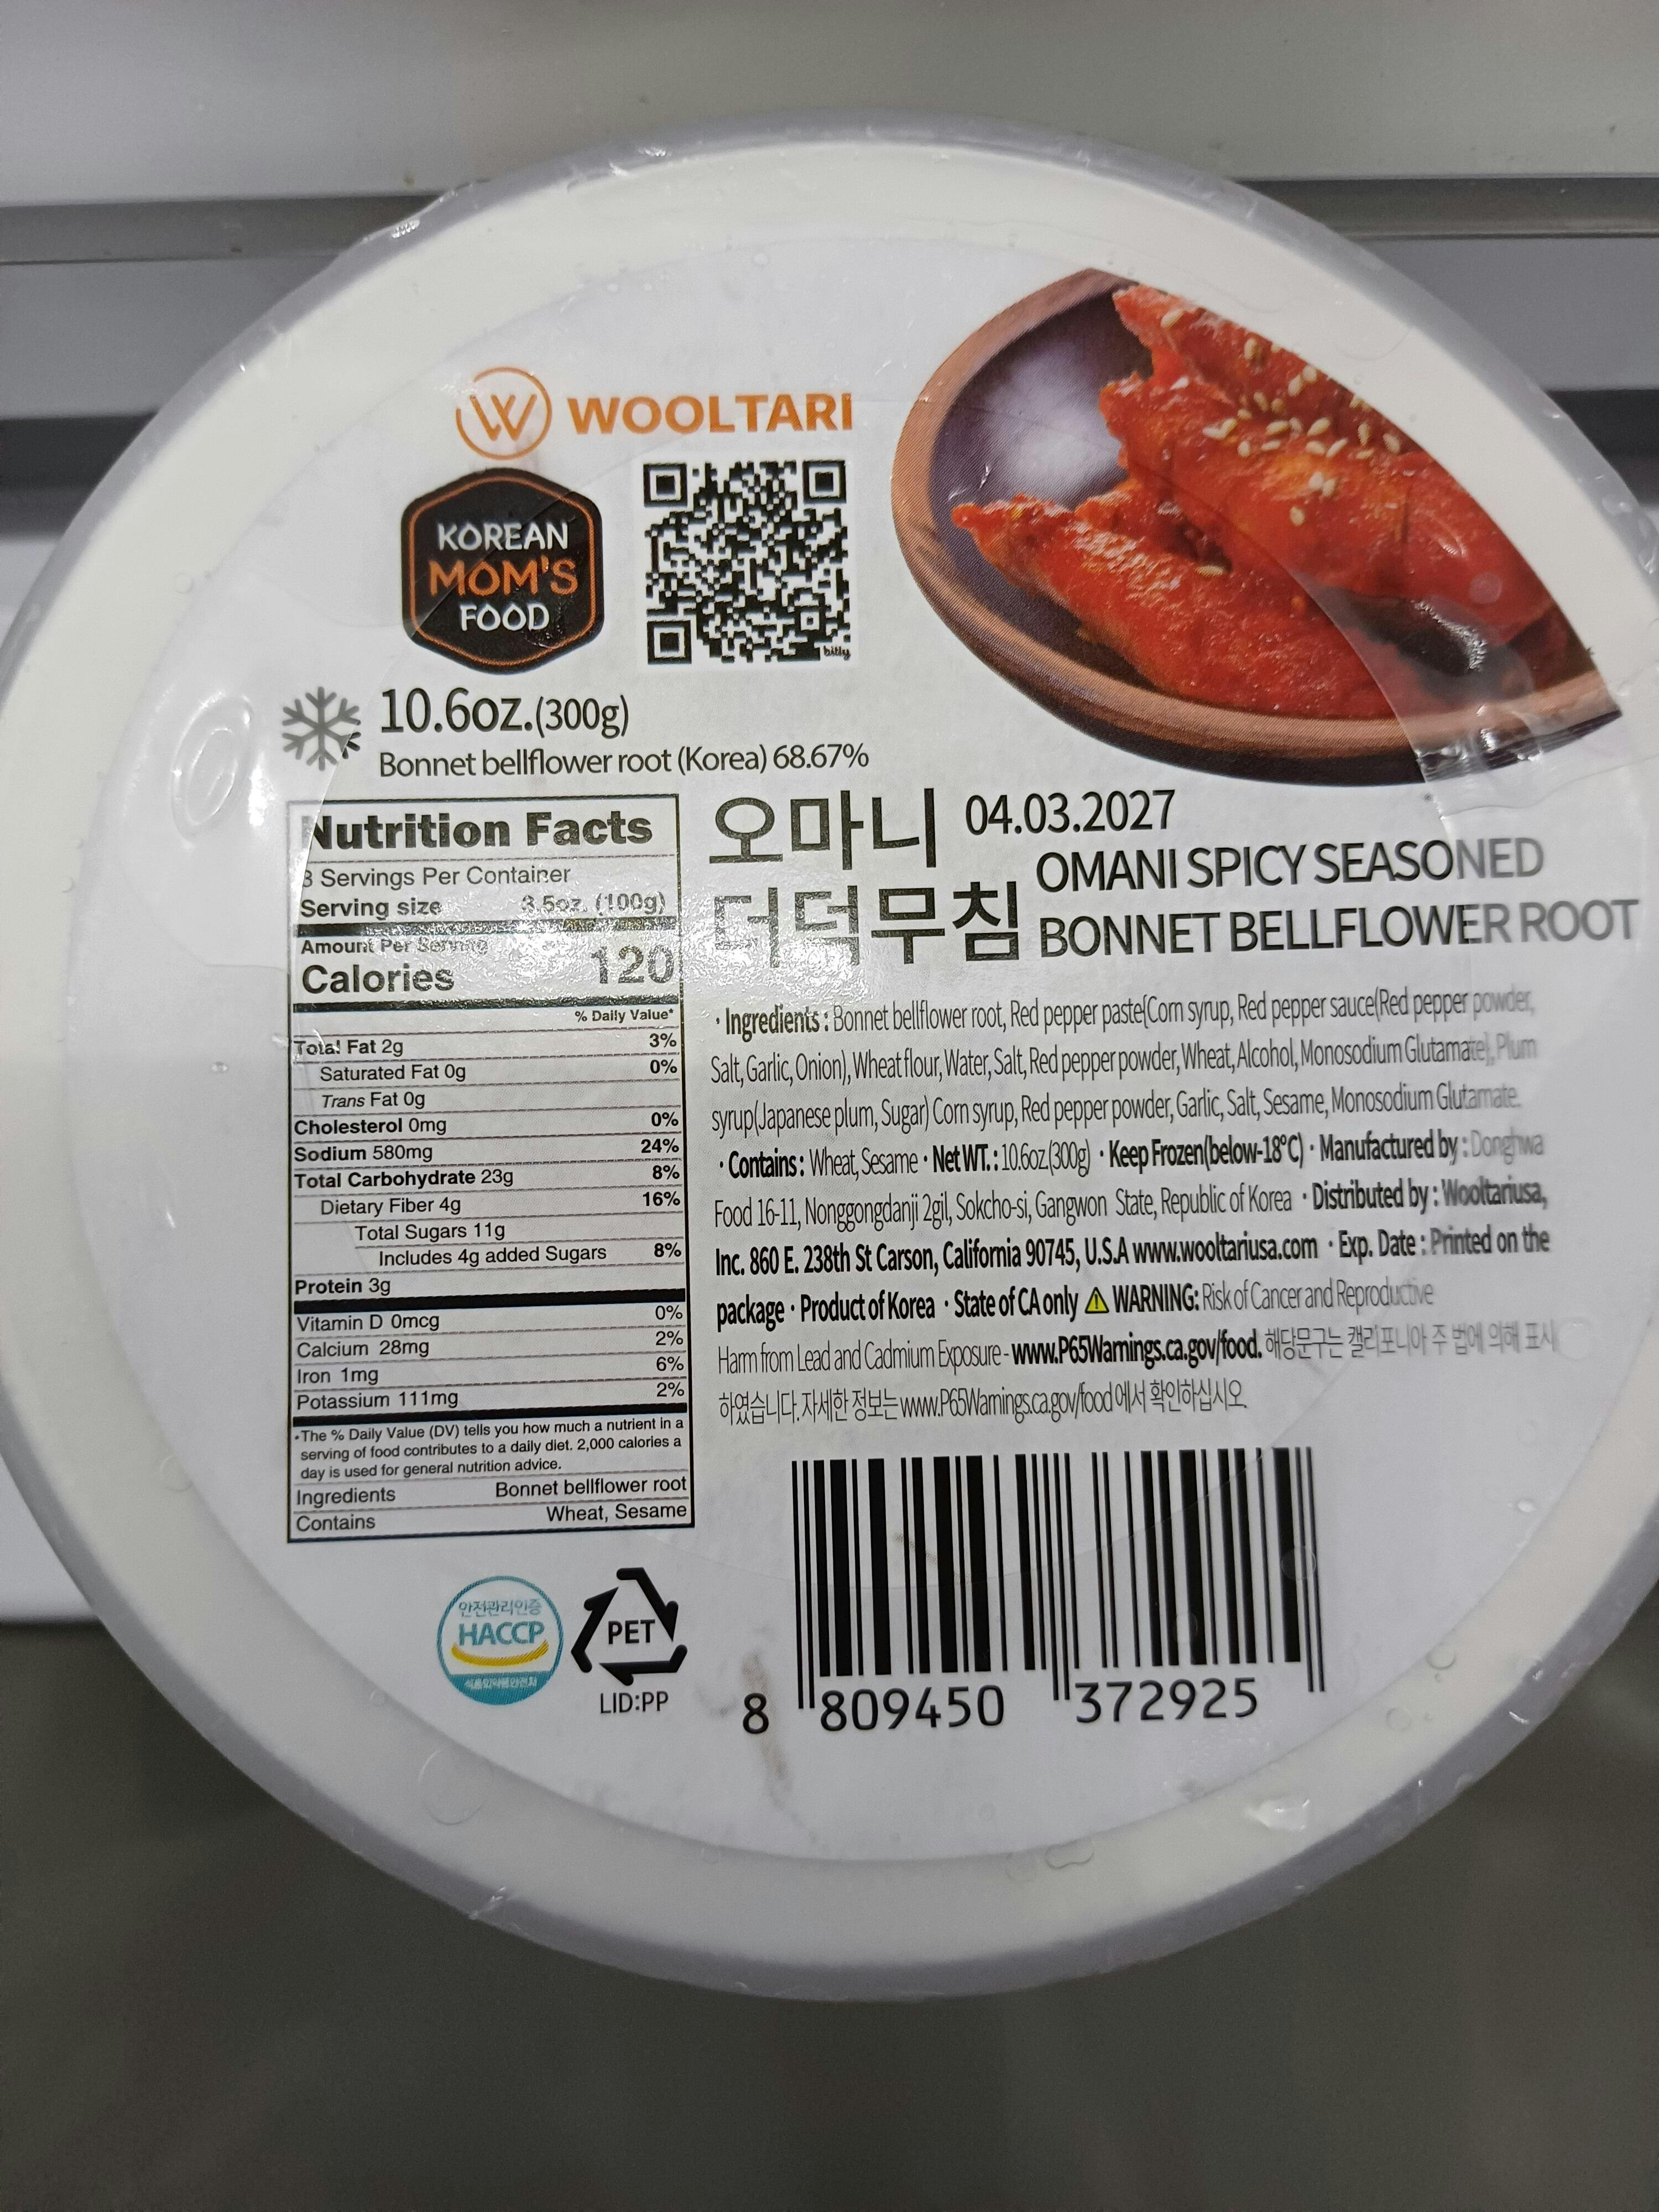 WOOLTARI
KOREAN
MOM'S
FOOD
bitly
10.6oz.(300g)
Bonnet bellflower root (Korea) 68.67%
Nutrition Facts
3 Servings Per Container
Serving size 3.5oz. (100g)
Amount Per Serving
Calories 120
% Daily Value*
Total Fat 2g 3%
Saturated Fat 0g 0%
Trans Fat 0g
Cholesterol 0mg 0%
Sodium 580mg 24%
Total Carbohydrate 23g 8%
Dietary Fiber 4g 16%
Total Sugars 11g
Includes 4g added Sugars 8%
Protein 3g
Vitamin D 0mcg 0%
Calcium 28mg 2%
Iron 1mg 6%
Potassium 111mg 2%
*The % Daily Value (DV) tells you how much a nutrient in a
serving of food contributes to a daily diet. 2,000 calories a
day is used for general nutrition advice.
Ingredients Bonnet bellflower root
Contains Wheat, Sesame
오마니 04.03.2027
더덕무침
OMANI SPICY SEASONED
BONNET BELLFLOWER ROOT
· Ingredients : Bonnet bellflower root, Red pepper paste(Corn syrup, Red pepper sauce(Red pepper powder,
Salt, Garlic, Onion), Wheat flour, Water, Salt, Red pepper powder, Wheat, Alcohol, Monosodium Glutamate), Plum
syrup(Japanese plum, Sugar) Corn syrup, Red pepper powder, Garlic, Salt, Sesame, Monosodium Glutamate.
· Contains : Wheat, Sesame · Net WT. : 10.6oz.(300g) · Keep Frozen(below-18°C) · Manufactured by : Donghwa
Food 16-11, Nonggongdanji 2gil, Sokcho-si, Gangwon State, Republic of Korea · Distributed by : Wooltariusa,
Inc. 860 E. 238th St Carson, California 90745, U.S.A www.wooltariusa.com · Exp. Date : Printed on the
package · Product of Korea · State of CA only ⚠ WARNING: Risk of Cancer and Reproductive
Harm from Lead and Cadmium Exposure - www.P65Warnings.ca.gov/food. 해당문구는 캘리포니아 주 법에 의해 표시
하였습니다. 자세한 정보는 www.P65Warnings.ca.gov/food 에서 확인하십시오.
안전관리인증
HACCP
식품의약품안전처
PET
LID:PP
8 809450 372925